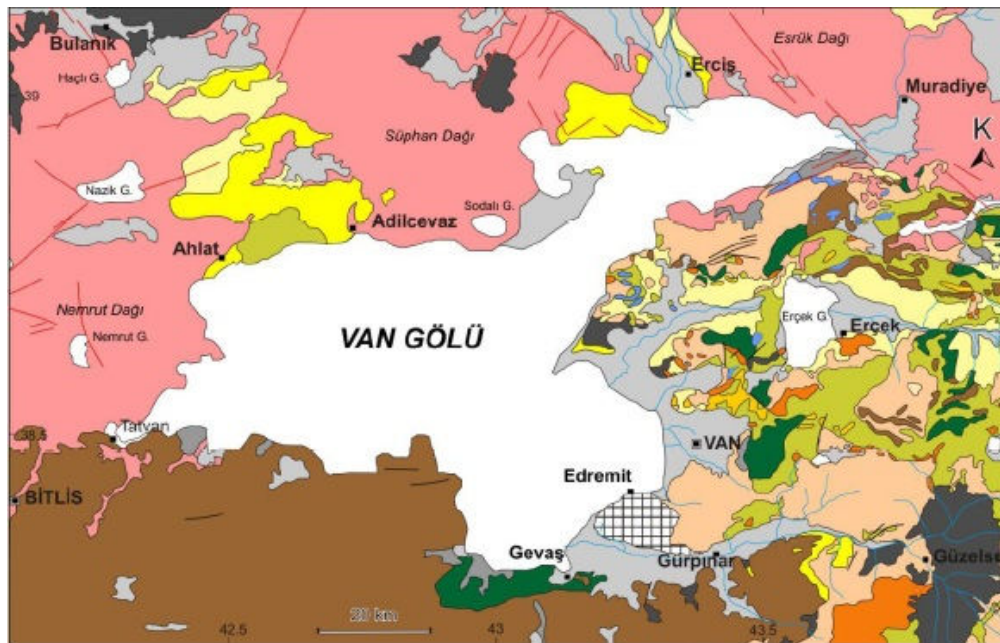 Bulanık
Haçlı G.
39
Esrük Dağı
Erciş
Muradiye
K
Süphan Dağı
Nazik G.
Sodalı G.
Adilcevaz
Ahlat
Nemrut Dağı
Nemrut G.
VAN GÖLÜ
Erçek G.
Erçek
Tatvan
38.5
VAN
BİTLİS
Edremit
Gevaş
Gürpınar
Güzelsu
20 km
42.5
43
43.5